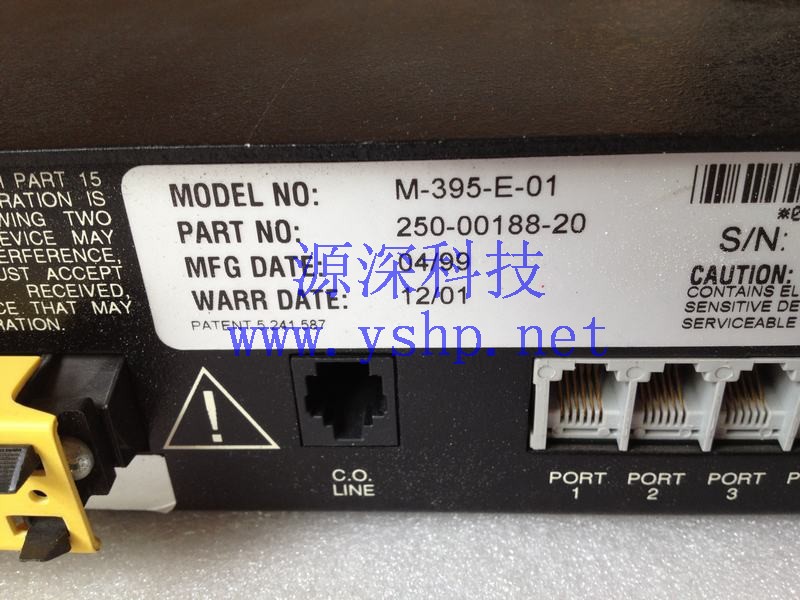 H PART 15
RATION IS
WING TWO
DEVICE MAY
ERFERENCE,
UST ACCEPT
RECEIVED,
CE THAT MAY
RATION.
MODEL NO: M-395-E-01
PART NO: 250-00188-20
MFG DATE: 04/99
WARR DATE: 12/01
PATENT 5,241,587
S/N:
CAUTION:
CONTAINS EL
SENSITIVE DE
SERVICEABLE
源深科技
www.yshp.net
C.O.
LINE
PORT
1
PORT
2
PORT
3